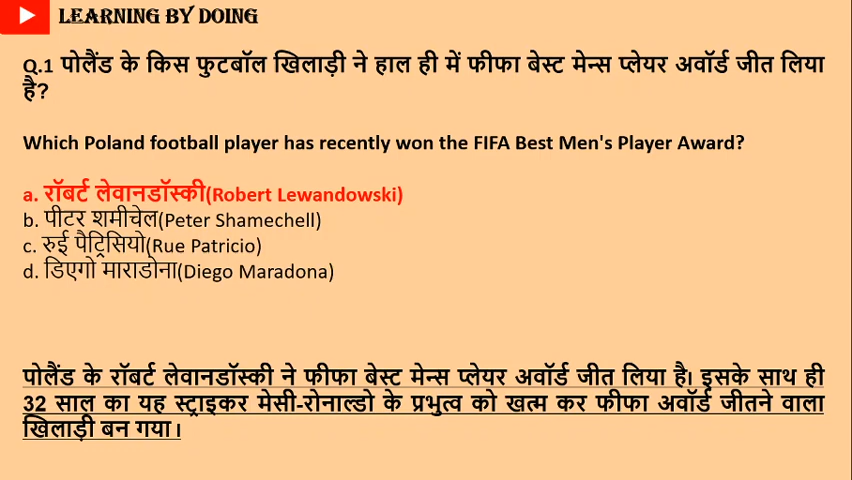 LEARNING BY DOING
Q.1 पोलैंड के किस फुटबॉल खिलाड़ी ने हाल ही में फीफा बेस्ट मेन्स प्लेयर अवॉर्ड जीत लिया
है?
Which Poland football player has recently won the FIFA Best Men's Player Award?
a. रॉबर्ट लेवानडॉस्की(Robert Lewandowski)
b. पीटर शमीचेल(Peter Shamechell)
c. रुई पैट्रिसियो(Rue Patricio)
d. डिएगो माराडोना(Diego Maradona)
पोलैंड के रॉबर्ट लेवानडॉस्की ने फीफा बेस्ट मेन्स प्लेयर अवॉर्ड जीत लिया है। इसके साथ ही
32 साल का यह स्ट्राइकर मेसी-रोनाल्डो के प्रभुत्व को खत्म कर फीफा अवॉर्ड जीतने वाला
खिलाड़ी बन गया।